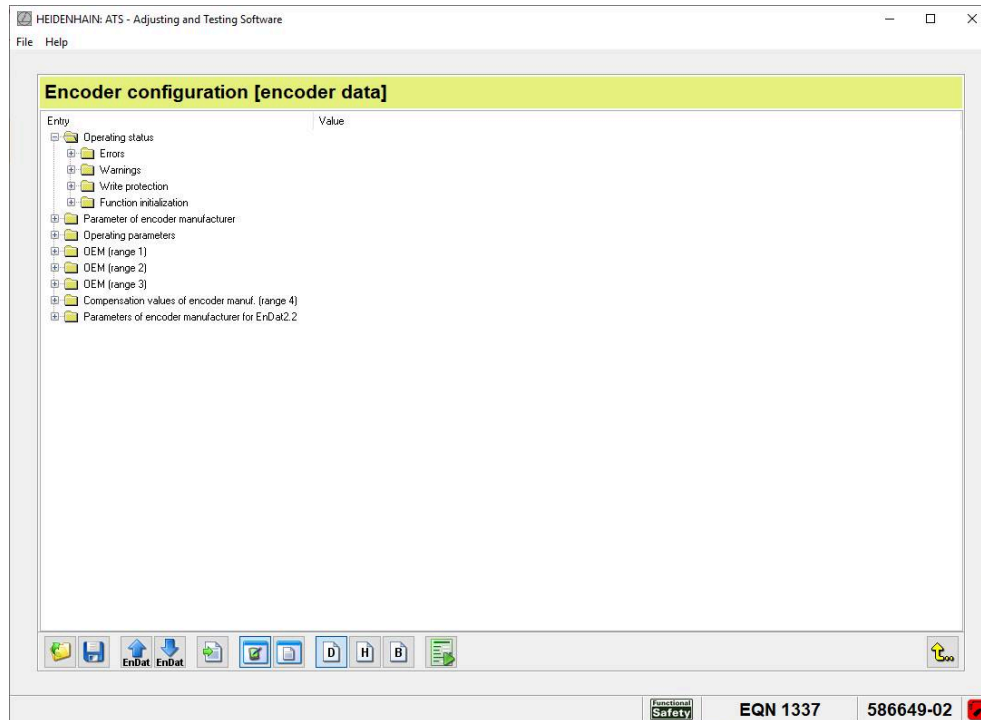 HEIDENHAIN: ATS - Adjusting and Testing Software
File Help
Encoder configuration [encoder data]
Entry Value
Operating status
Errors
Warnings
Write protection
Function initialization
Parameter of encoder manufacturer
Operating parameters
OEM (range 1)
OEM (range 2)
OEM (range 3)
Compensation values of encoder manuf. (range 4)
Parameters of encoder manufacturer for EnDat2.2
EnDat EnDat D H B
Functional
Safety EQN 1337 586649-02